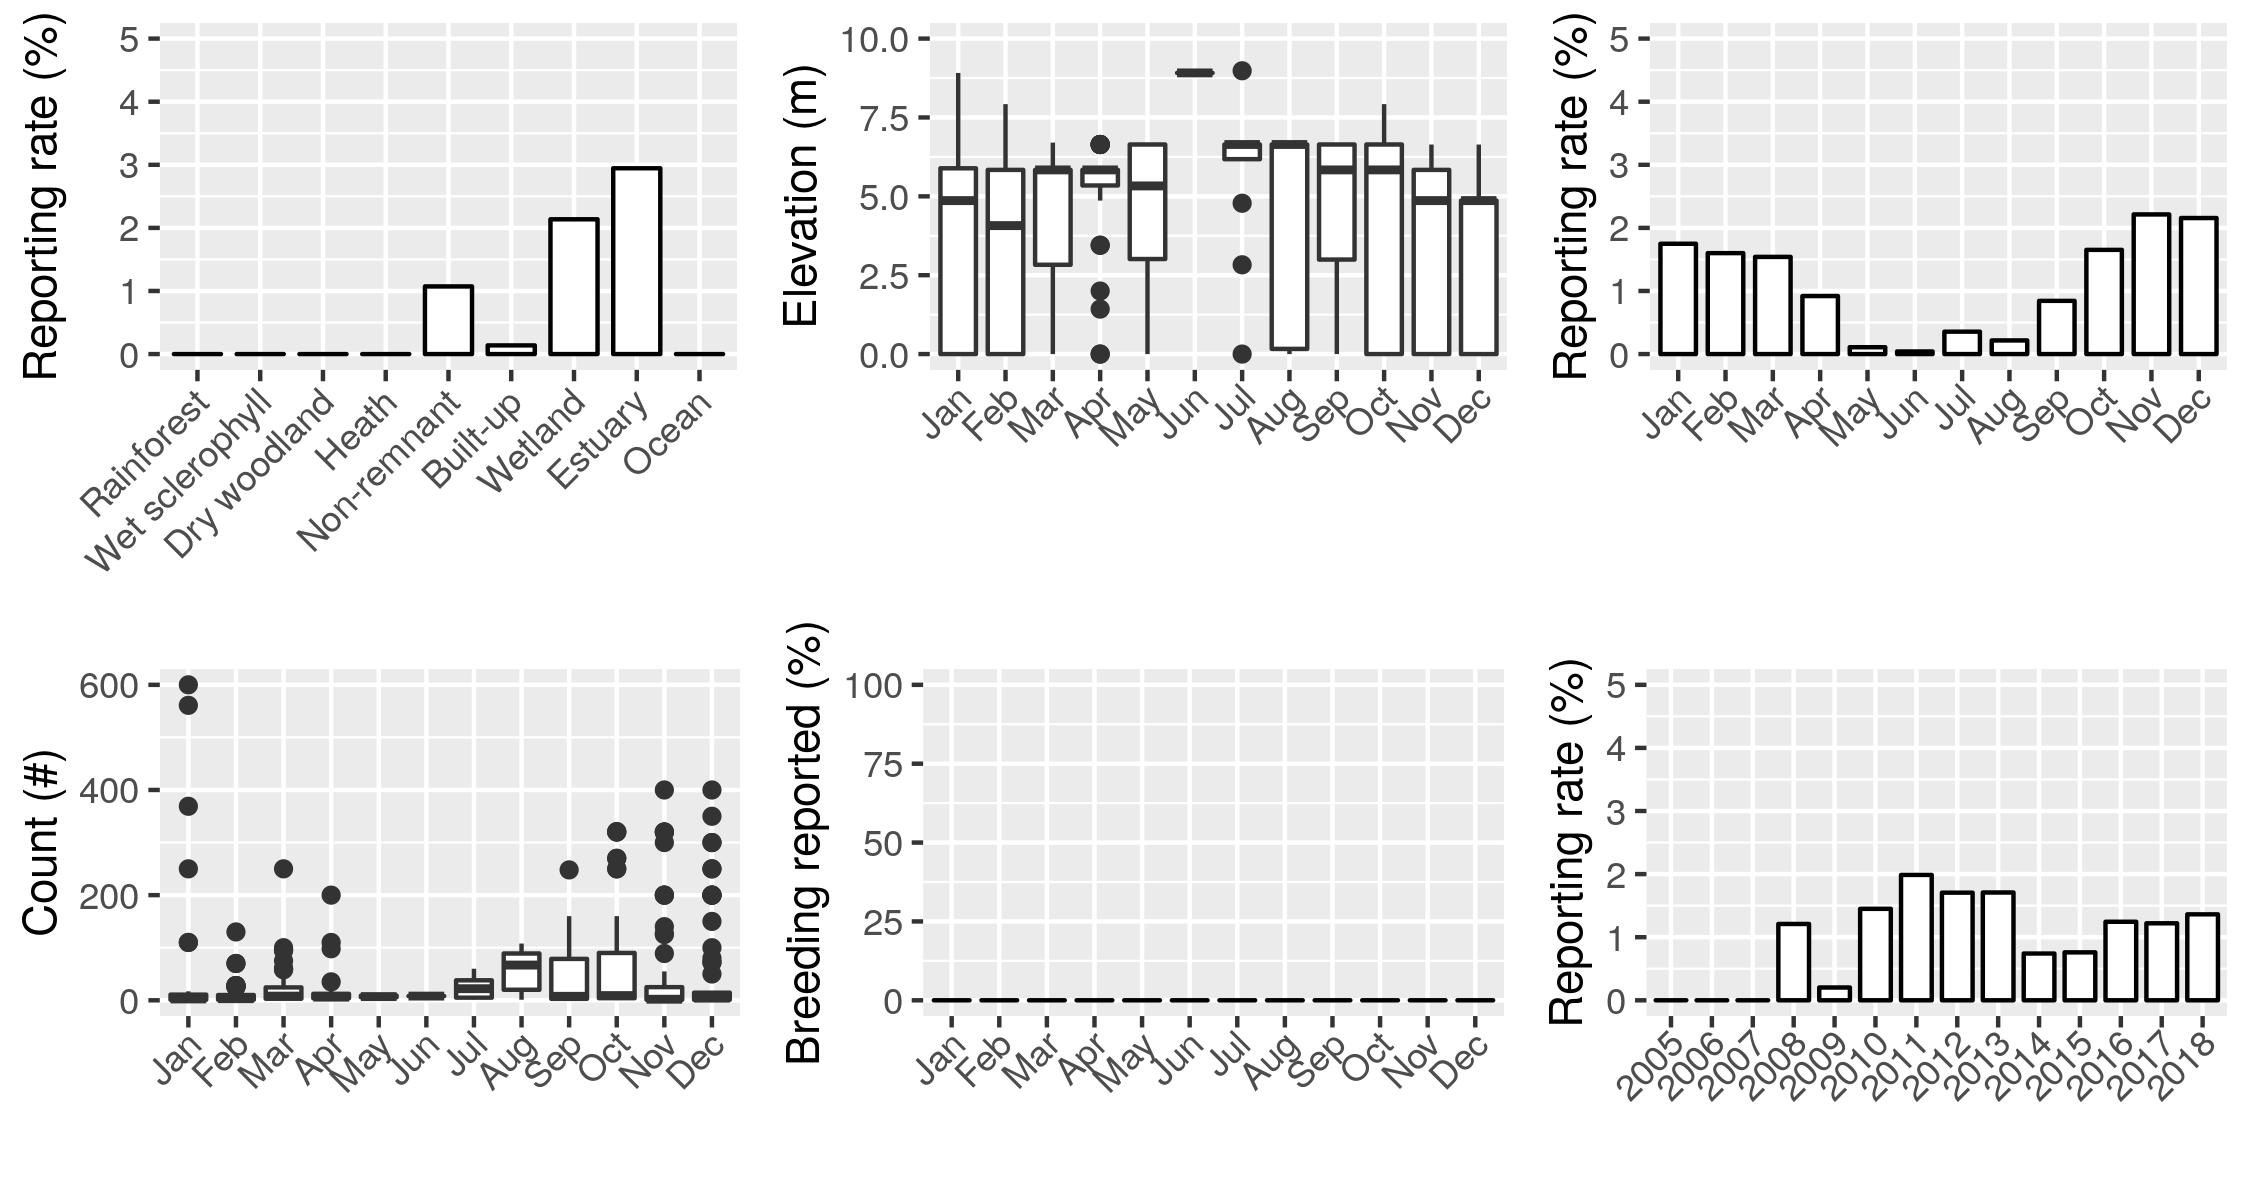 Reporting rate (%)
5
4
3
2
1
0
Rainforest
Wet sclerophyll
Dry woodland
Heath
Non-remnant
Built-up
Wetland
Estuary
Ocean
Elevation (m)
10.0
7.5
5.0
2.5
0.0
Jan
Feb
Mar
Apr
May
Jun
Jul
Aug
Sep
Oct
Nov
Dec
Reporting rate (%)
5
4
3
2
1
0
Jan
Feb
Mar
Apr
May
Jun
Jul
Aug
Sep
Oct
Nov
Dec
Count (#)
600
400
200
0
Jan
Feb
Mar
Apr
May
Jun
Jul
Aug
Sep
Oct
Nov
Dec
Breeding reported (%)
100
75
50
25
0
Jan
Feb
Mar
Apr
May
Jun
Jul
Aug
Sep
Oct
Nov
Dec
Reporting rate (%)
5
4
3
2
1
0
2005
2006
2007
2008
2009
2010
2011
2012
2013
2014
2015
2016
2017
2018